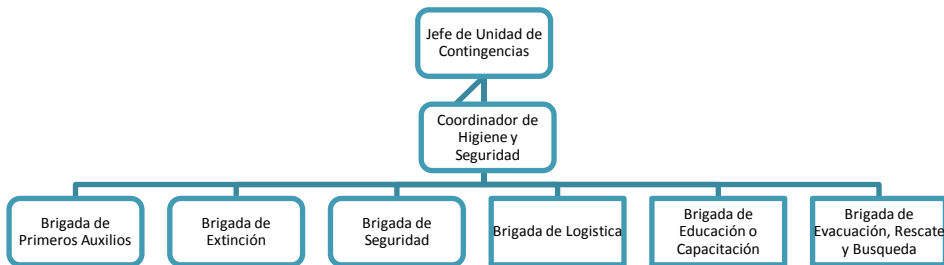 Jefe de Unidad de
Contingencias
Coordinador de
Higiene y
Seguridad
Brigada de
Primeros Auxilios
Brigada de
Extinción
Brigada de
Seguridad
Brigada de Logistica
Brigada de
Educación o
Capacitación
Brigada de
Evacuación, Rescate
y Busqueda